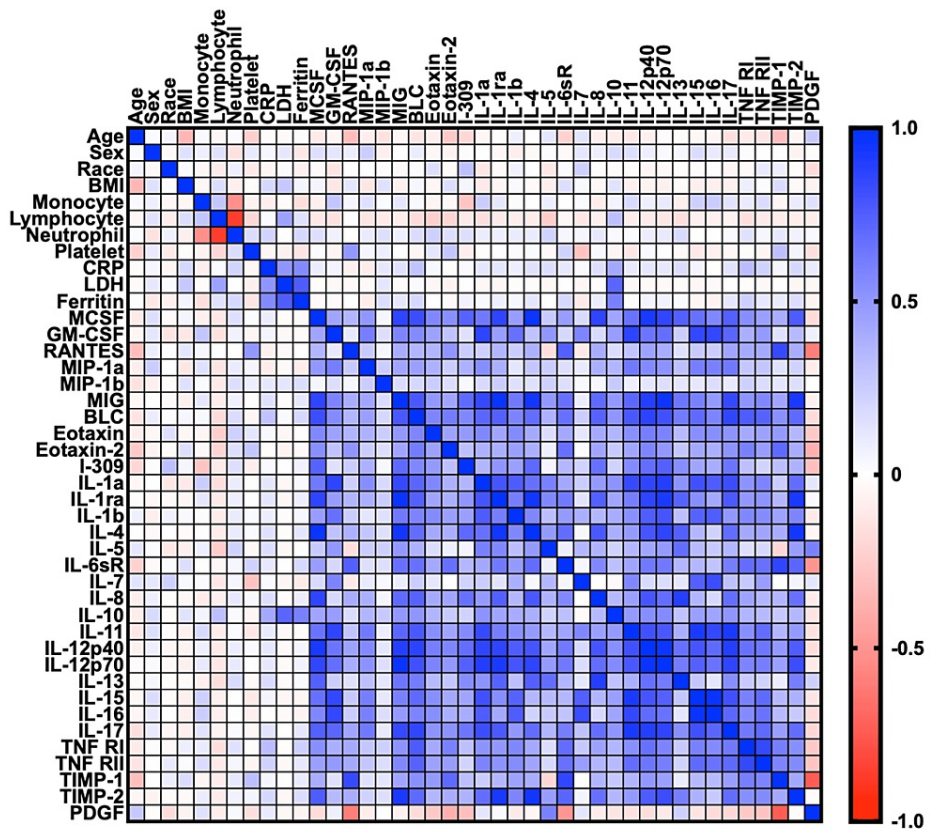 Age
Sex
Race
BMI
Monocyte
Lymphocyte
Neutrophil
Platelet
CRP
LDH
Ferritin
MCSF
GM-CSF
RANTES
MIP-1a
MIP-1b
MIG
BLC
Eotaxin
Eotaxin-2
I-309
IL-1a
IL-1ra
IL-1b
IL-4
IL-5
IL-6sR
IL-7
IL-8
IL-10
IL-11
IL-12p40
IL-12p70
IL-13
IL-15
IL-16
IL-17
TNF RI
TNF RII
TIMP-1
TIMP-2
PDGF
Age
Sex
Race
BMI
Monocyte
Lymphocyte
Neutrophil
Platelet
CRP
LDH
Ferritin
MCSF
GM-CSF
RANTES
MIP-1a
MIP-1b
MIG
BLC
Eotaxin
Eotaxin-2
I-309
IL-1a
IL-1ra
IL-1b
IL-4
IL-5
IL-6sR
IL-7
IL-8
IL-10
IL-11
IL-12p40
IL-12p70
IL-13
IL-15
IL-16
IL-17
TNF RI
TNF RII
TIMP-1
TIMP-2
PDGF
1.0
0.5
0
-0.5
-1.0